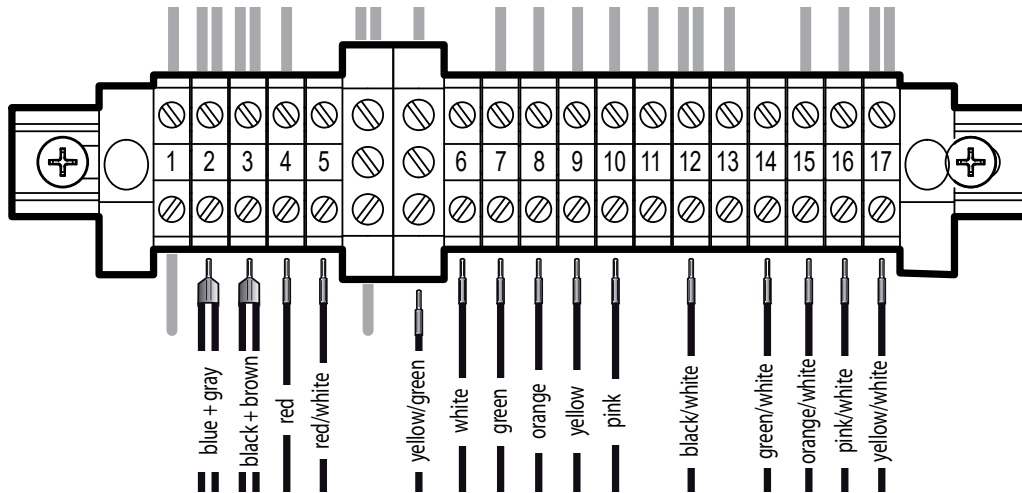 1 2 3 4 5 6 7 8 9 10 11 12 13 14 15 16 17
blue + gray
black + brown
red
red/white
yellow/green
white
green
orange
yellow
pink
black/white
green/white
orange/white
pink/white
yellow/white